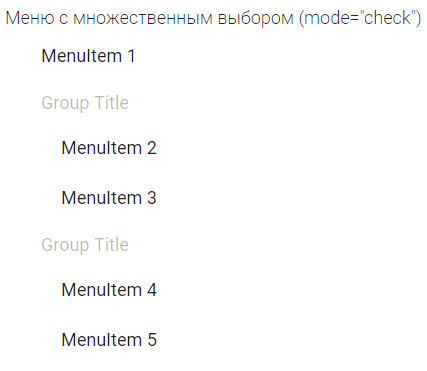 Меню с множественным выбором (mode="check")
MenuItem 1
Group Title
MenuItem 2
MenuItem 3
Group Title
MenuItem 4
MenuItem 5